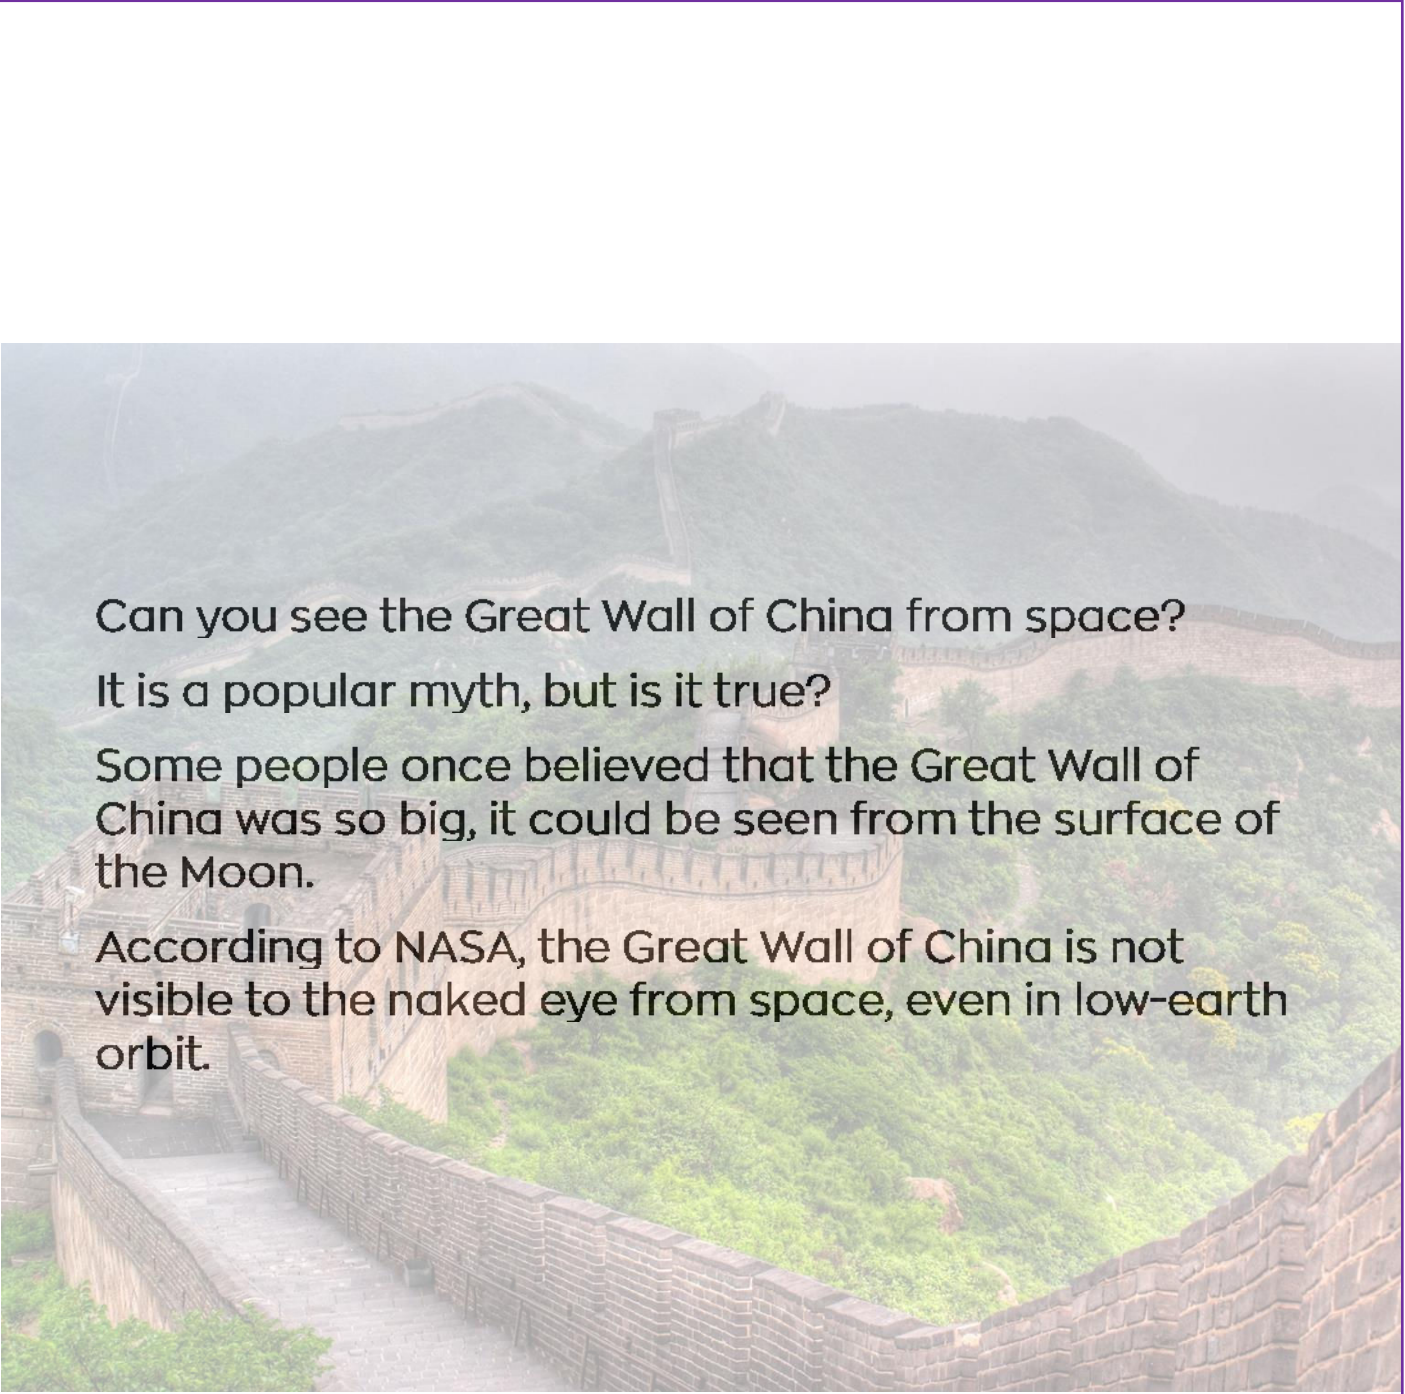 Can you see the Great Wall of China from space?
It is a popular myth, but is it true?
Some people once believed that the Great Wall of
China was so big, it could be seen from the surface of
the Moon.
According to NASA, the Great Wall of China is not
visible to the naked eye from space, even in low-earth
orbit.